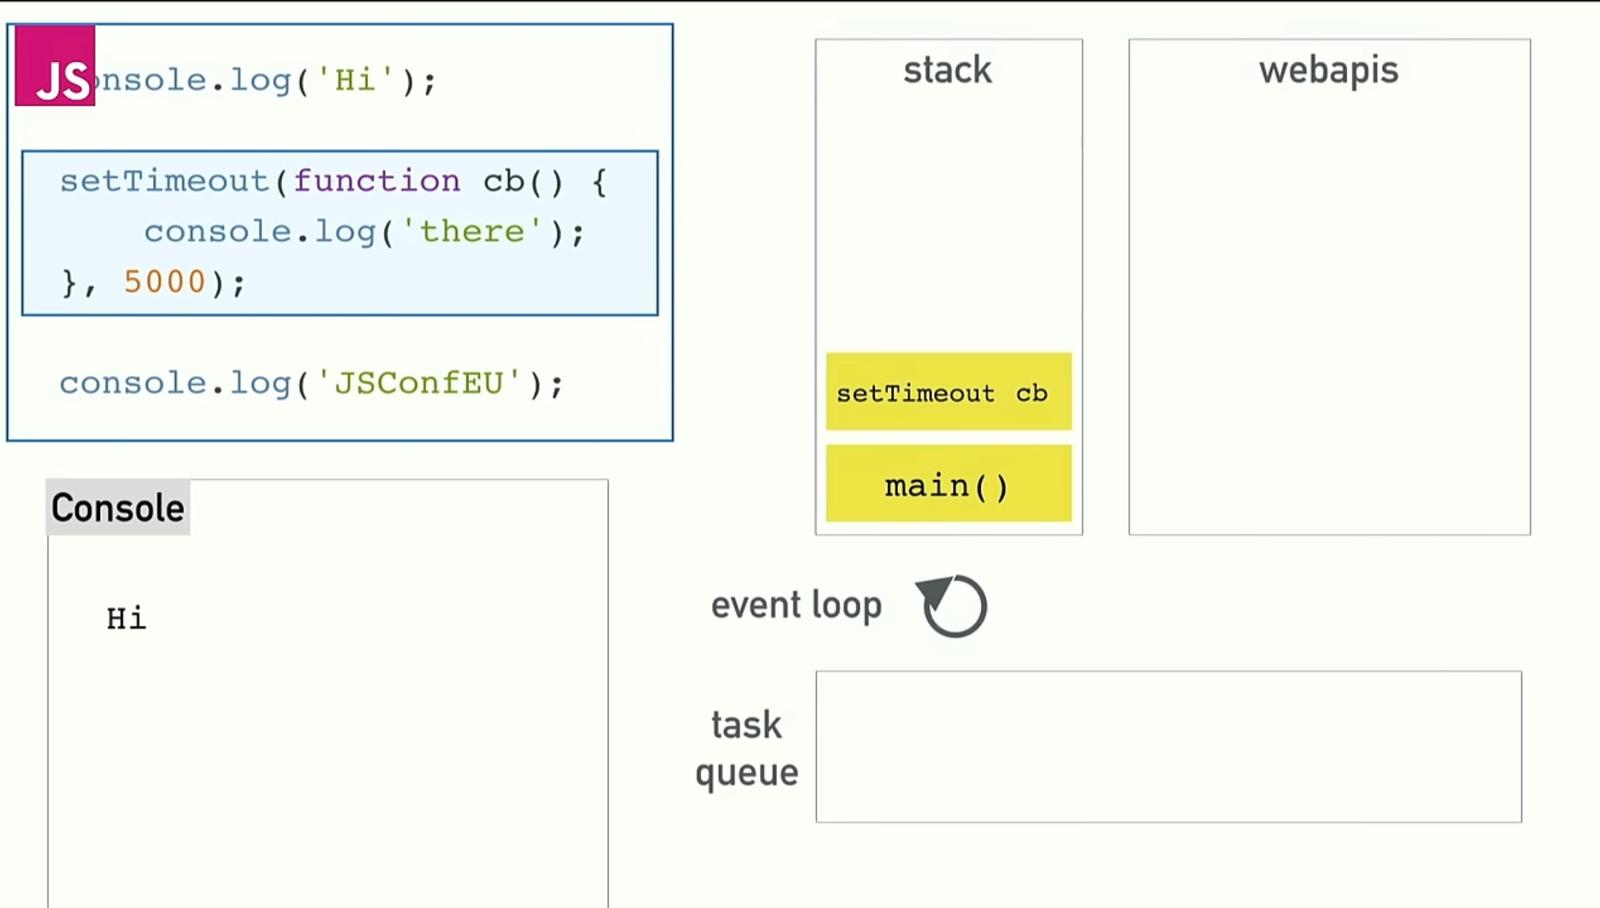 JS
onsole.log('Hi');
setTimeout(function cb() {
console.log('there');
}, 5000);
console.log('JSConfEU');
Console
Hi
stack
setTimeout cb
main()
webapis
event loop
task
queue